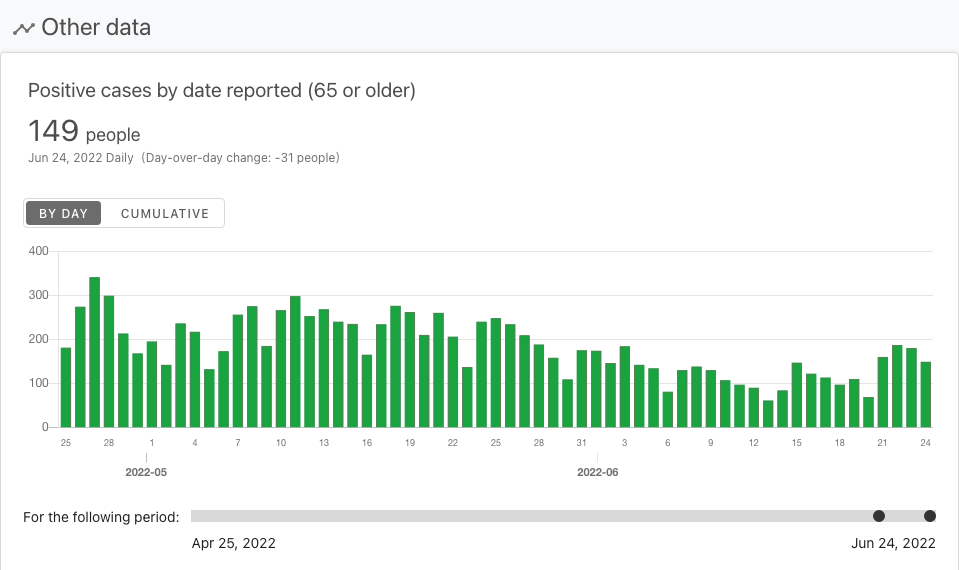 Other data
Positive cases by date reported (65 or older)
149 people
Jun 24, 2022 Daily (Day-over-day change: -31 people)
BY DAY CUMULATIVE
400
300
200
100
0
25 28 1 4 7 10 13 16 19 22 25 28 31 3 6 9 12 15 18 21 24
2022-05 2022-06
For the following period:
Apr 25, 2022 Jun 24, 2022